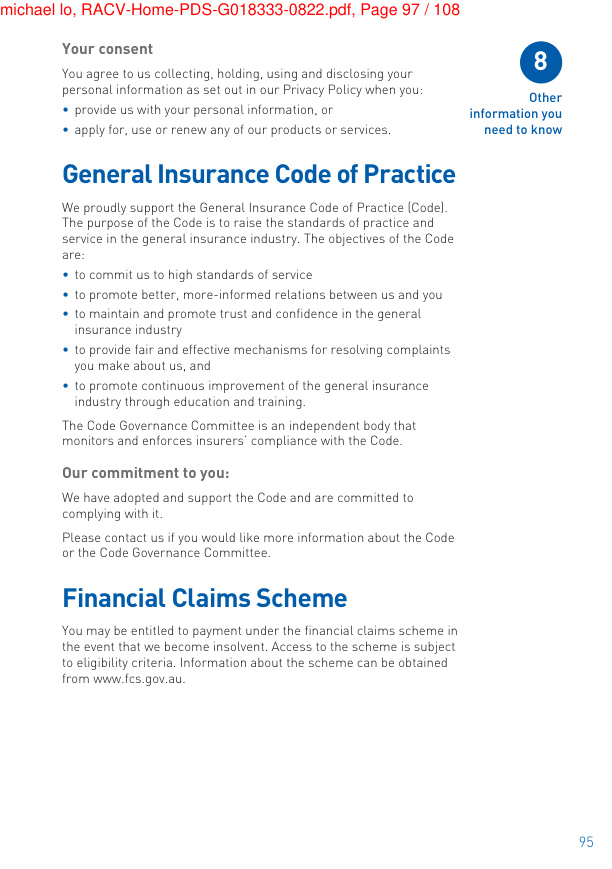 michael lo, RACV-Home-PDS-G018333-0822.pdf, Page 97 / 108
Your consent
You agree to us collecting, holding, using and disclosing your
personal information as set out in our Privacy Policy when you:
• provide us with your personal information, or
• apply for, use or renew any of our products or services.
8
Other
information you
need to know
General Insurance Code of Practice
We proudly support the General Insurance Code of Practice (Code).
The purpose of the Code is to raise the standards of practice and
service in the general insurance industry. The objectives of the Code
are:
• to commit us to high standards of service
• to promote better, more-informed relations between us and you
• to maintain and promote trust and confidence in the general
insurance industry
• to provide fair and effective mechanisms for resolving complaints
you make about us, and
• to promote continuous improvement of the general insurance
industry through education and training.
The Code Governance Committee is an independent body that
monitors and enforces insurers’ compliance with the Code.
Our commitment to you:
We have adopted and support the Code and are committed to
complying with it.
Please contact us if you would like more information about the Code
or the Code Governance Committee.
Financial Claims Scheme
You may be entitled to payment under the financial claims scheme in
the event that we become insolvent. Access to the scheme is subject
to eligibility criteria. Information about the scheme can be obtained
from www.fcs.gov.au.
95